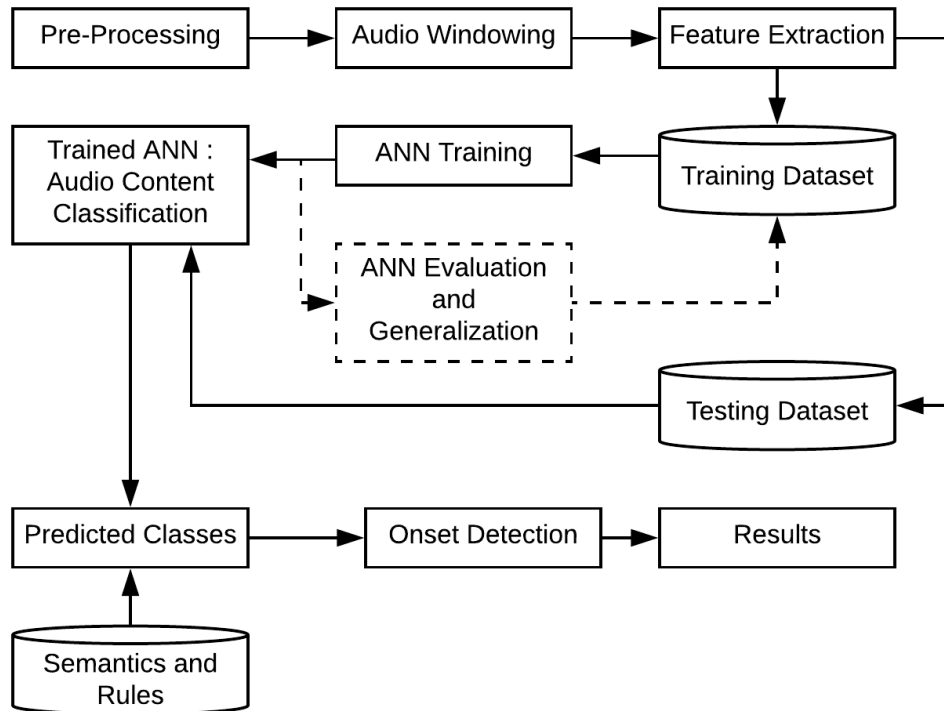 Pre-Processing
Audio Windowing
Feature Extraction
Trained ANN :
Audio Content
Classification
ANN Training
Training Dataset
ANN Evaluation
and
Generalization
Testing Dataset
Predicted Classes
Onset Detection
Results
Semantics and
Rules